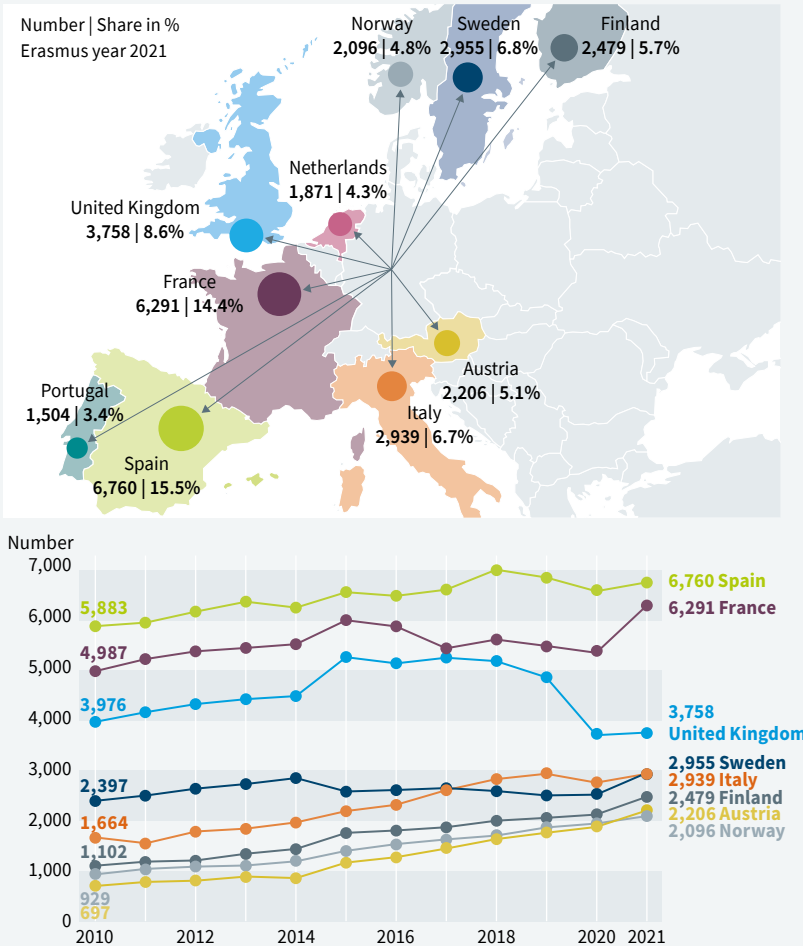 Number | Share in %
Erasmus year 2021
Norway
2,096 | 4.8%
Sweden
2,955 | 6.8%
Finland
2,479 | 5.7%
Netherlands
1,871 | 4.3%
United Kingdom
3,758 | 8.6%
France
6,291 | 14.4%
Austria
2,206 | 5.1%
Portugal
1,504 | 3.4%
Italy
2,939 | 6.7%
Spain
6,760 | 15.5%
Number
7,000
6,000
5,000
4,000
3,000
2,000
1,000
0
5,883
4,987
3,976
2,397
1,664
1,102
929
697
6,760 Spain
6,291 France
3,758
United Kingdom
2,955 Sweden
2,939 Italy
2,479 Finland
2,206 Austria
2,096 Norway
2010 2012 2014 2016 2018 2020 2021